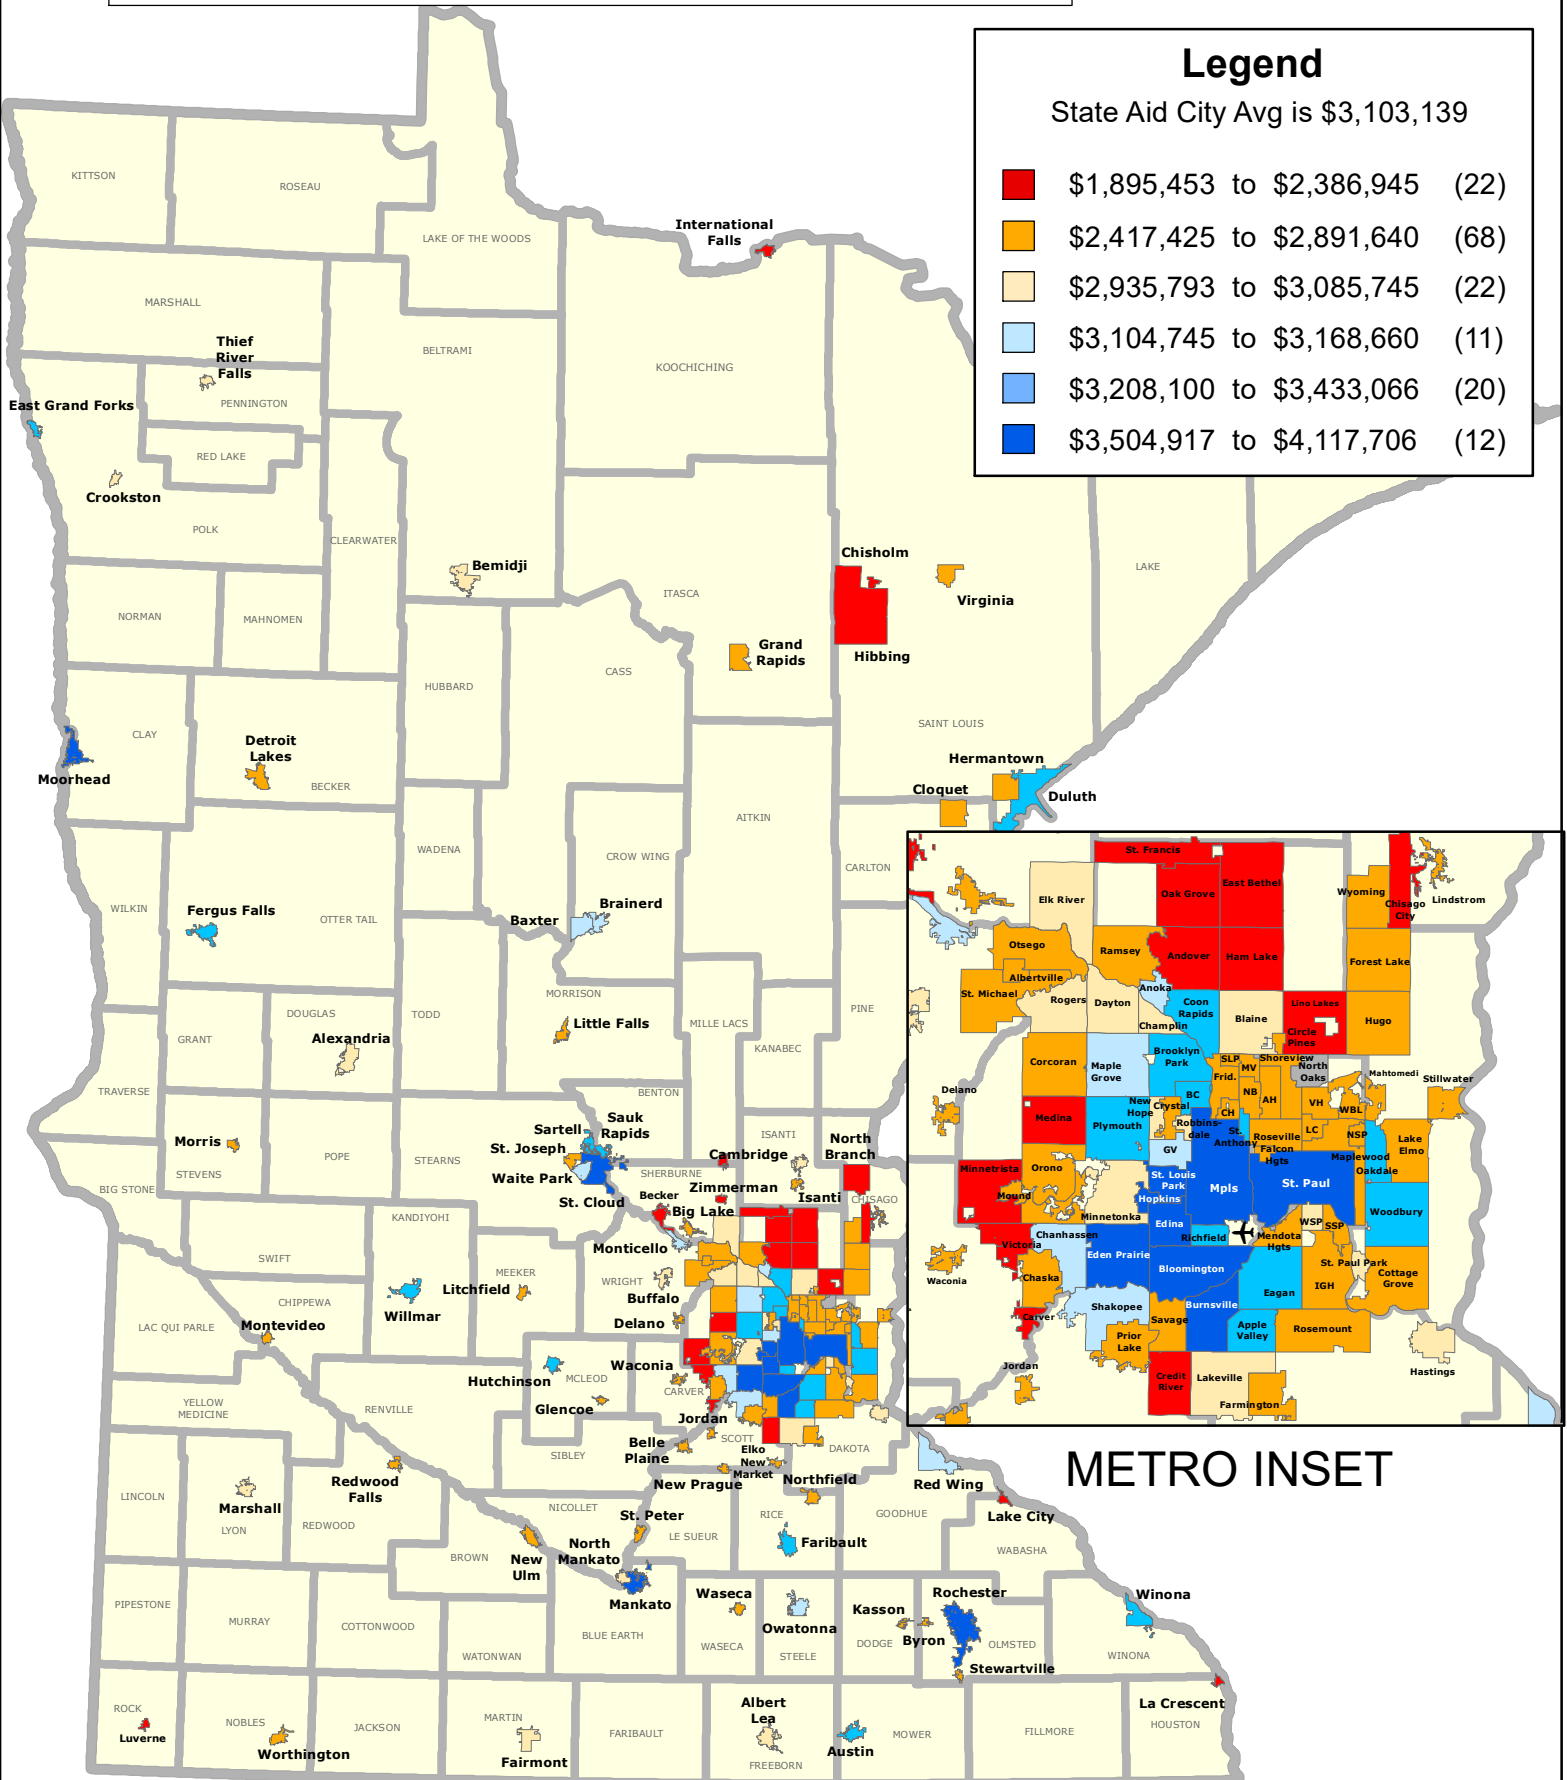 Legend
State Aid City Avg is $3,103,139
$1,895,453 to $2,386,945 (22)
$2,417,425 to $2,891,640 (68)
$2,935,793 to $3,085,745 (22)
$3,104,745 to $3,168,660 (11)
$3,208,100 to $3,433,066 (20)
$3,504,917 to $4,117,706 (12)
KITTSON
ROSEAU
LAKE OF THE WOODS
International
Falls
MARSHALL
Thief
River
Falls
BELTRAMI
KOOCHICHING
East Grand Forks
PENNINGTON
RED LAKE
Crookston
POLK
CLEARWATER
Bemidji
Chisholm
Virginia
LAKE
ITASCA
NORMAN
MAHNOMEN
Grand
Rapids
Hibbing
HUBBARD
CASS
SAINT LOUIS
CLAY
Moorhead
Detroit
Lakes
BECKER
Hermantown
Cloquet
Duluth
AITKIN
WADENA
CROW WING
CARLTON
WILKIN
Fergus Falls
OTTER TAIL
Baxter
Brainerd
MORRISON
GRANT
DOUGLAS
Alexandria
TODD
Little Falls
MILLE LACS
KANABEC
PINE
TRAVERSE
BENTON
Sartell
Sauk
Rapids
St. Joseph
Waite Park
St. Cloud
ISANTI
North
Branch
Cambridge
Morris
STEVENS
POPE
STEARNS
SHERBURNE
Zimmerman
Isanti
CHISAGO
BIG STONE
Becker
Big Lake
KANDIYOHI
Monticello
SWIFT
MEEKER
Litchfield
WRIGHT
Buffalo
CHIPPEWA
Willmar
LAC QUI PARLE
Montevideo
Delano
Waconia
Hutchinson
MCLEOD
CARVER
Glencoe
YELLOW
MEDICINE
RENVILLE
Jordan
SCOTT
SIBLEY
Belle
Plaine
Elko
New
Market
DAKOTA
New Prague
Northfield
Red Wing
LINCOLN
Marshall
LYON
Redwood
Falls
REDWOOD
NICOLLET
St. Peter
LE SUEUR
RICE
Faribault
GOODHUE
Lake City
WABASHA
BROWN
New
Ulm
North
Mankato
Mankato
Waseca
Owatonna
Kasson
Byron
Rochester
Winona
PIPESTONE
MURRAY
COTTONWOOD
WATONWAN
BLUE EARTH
WASECA
STEELE
DODGE
OLMSTED
WINONA
Stewartville
La Crescent
HOUSTON
ROCK
Luverne
NOBLES
Worthington
JACKSON
MARTIN
Fairmont
FARIBAULT
Albert
Lea
FREEBORN
Austin
MOWER
FILLMORE
St. Francis
Elk River
Oak Grove
East Bethel
Wyoming
Chisago
City
Lindstrom
Otsego
Ramsey
Andover
Ham Lake
Forest Lake
Albertville
St. Michael
Rogers
Dayton
Anoka
Coon
Rapids
Champlin
Blaine
Lino Lakes
Circle
Pines
Hugo
Corcoran
Maple
Grove
Brooklyn
Park
SLP
Shoreview
MV
Frid.
North
Oaks
Mahtomedi
Stillwater
Delano
Medina
BC
NB
AH
VH
WBL
New
Hope
Crystal
CH
Plymouth
Robbins-
dale
St.
Anthony
Roseville
LC
NSP
Lake
Elmo
Falcon
Hgts
Maplewood
Oakdale
GV
Minnetrista
Orono
St. Louis
Park
Mpls
St. Paul
Mound
Hopkins
Minnetonka
Edina
WSP
SSP
Woodbury
Victoria
Chanhassen
Richfield
Mendota
Hgts
Eden Prairie
Bloomington
St. Paul Park
Cottage
Grove
Waconia
Chaska
Eagan
IGH
Shakopee
Burnsville
Carver
Savage
Apple
Valley
Rosemount
Prior
Lake
Hastings
Jordan
Credit
River
Lakeville
Farmington
METRO INSET